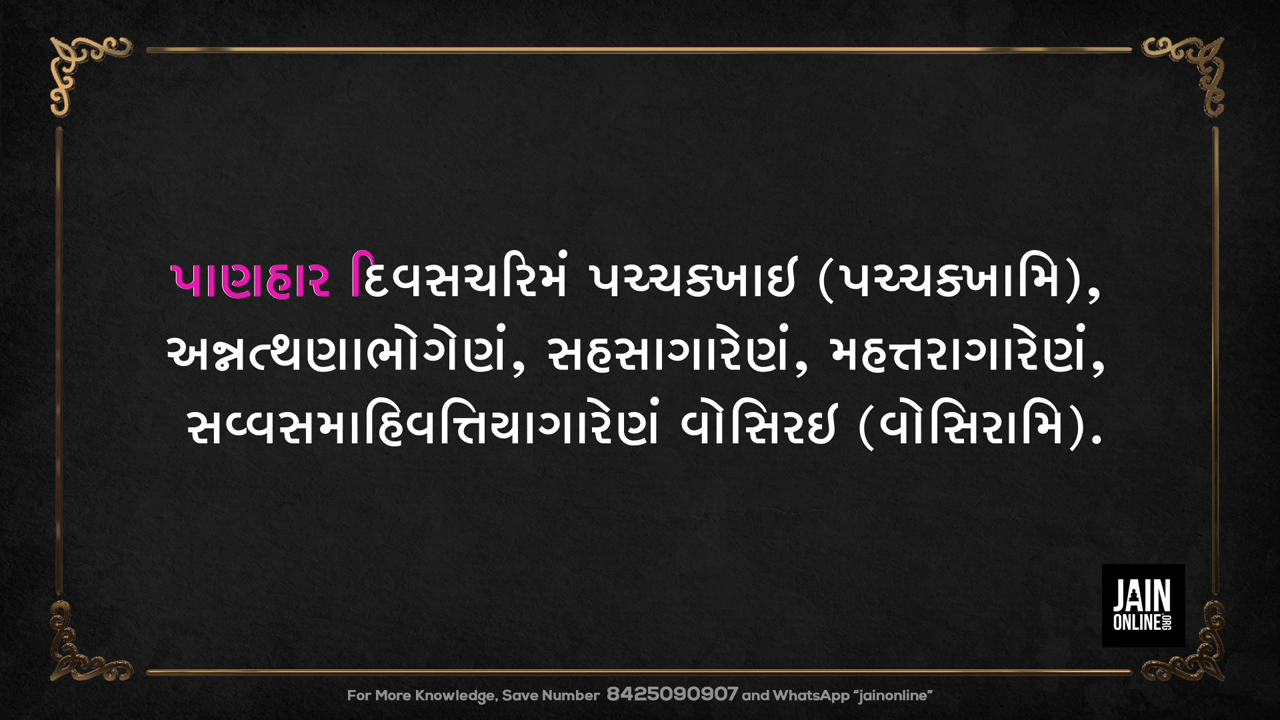 પાણહાર દિવસચરિમં પચ્ચક્ખાઇ (પચ્ચક્ખામિ),
અન્નત્થણાભોગેણં, સહસાગારેણં, મહત્તરાગારેણં,
સવ્વસમાહિવત્તિયાગારેણં વોસિરઇ (વોસિરામિ).
JAIN
ONLINE.ORG
For More Knowledge, Save Number 8425090907 and WhatsApp “jainonline”